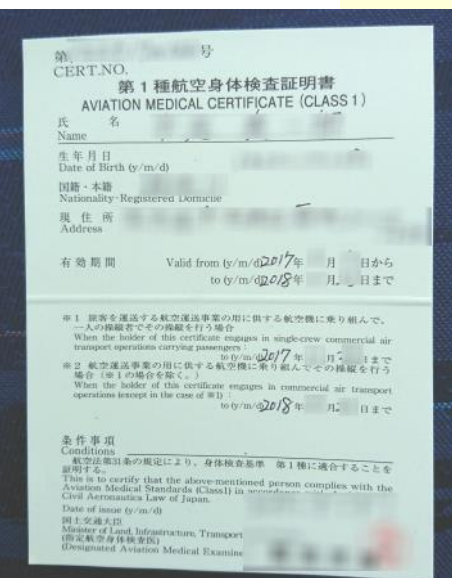 第 号
CERT.NO.
第1種航空身体検査証明書
AVIATION MEDICAL CERTIFICATE (CLASS 1)
氏 名
Name
生年月日
Date of Birth (y/m/d)
国籍・本籍
Nationality-Registered Domicile
現住所
Address
有効期間 Valid from (y/m/d) 2017年 月 日から
to (y/m/d) 2018年 月 日まで
※1 旅客を運送する航空運送事業の用に供する航空機に乗り組んで、
一人の操縦者でその操縦を行う場合
When the holder of this certificate engages in single-crew commercial air
transport operations carrying passengers :
to (y/m/d) 2017年 月 日まで
※2 航空運送事業の用に供する航空機に乗り組んでその操縦を行う
場合（※1の場合を除く。）
When the holder of this certificate engages in commercial air transport
operations (except in the case of ※1) :
to (y/m/d) 2018年 月 日まで
条件事項
Conditions
航空法第31条の規定により、身体検査基準 第1種に適合することを
証明する。
This is to certify that the above-mentioned person complies with the
Aviation Medical Standards (Class1) in accordance
Civil Aeronautics Law of Japan.
Date of issue (y/m/d)
国土交通大臣
Minister of Land, Infrastructure, Transport
(指定航空身体検査医)
(Designated Aviation Medical Examine